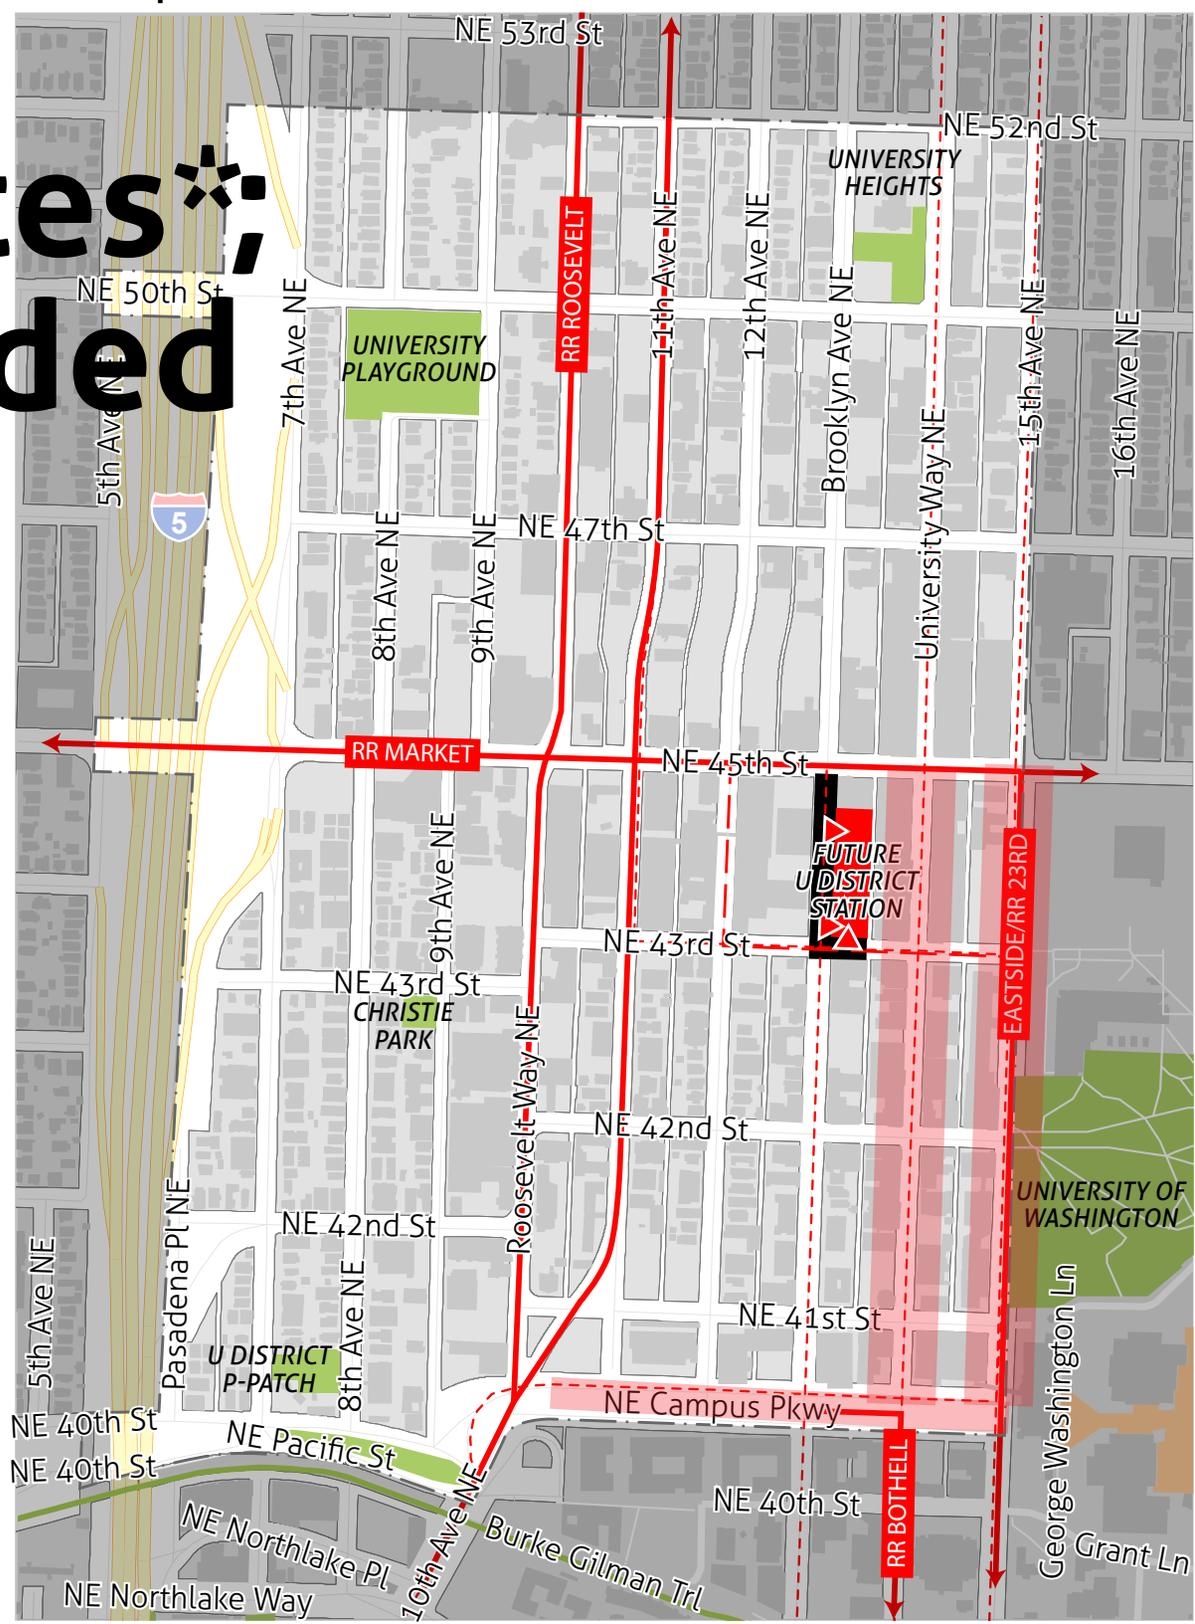 NE 53rd St
NE 52nd St
UNIVERSITY
HEIGHTS
tes*;
ded
NE 50th St
5th Ave NE
7th Ave NE
UNIVERSITY
PLAYGROUND
RR ROOSEVELT
11th Ave NE
12th Ave NE
Brooklyn Ave NE
University Way NE
15th Ave NE
16th Ave NE
5
8th Ave NE
9th Ave NE
NE 47th St
RR MARKET
NE 45th St
9th Ave NE
FUTURE
U DISTRICT
STATION
EASTSIDE/RR 23RD
NE 43rd St
NE 43rd St
CHRISTIE
PARK
Roosevelt Way NE
NE 42nd St
UNIVERSITY OF
WASHINGTON
NE 42nd St
5th Ave NE
Pasadena Pl NE
8th Ave NE
NE 41st St
George Washington Ln
U DISTRICT
P-PATCH
NE Campus Pkwy
NE 40th St
NE Pacific St
NE 40th St
RR BOTHELL
NE 40th St
10th Ave NE
NE Northlake Pl
Burke Gilman Trl
Grant Ln
NE Northlake Way